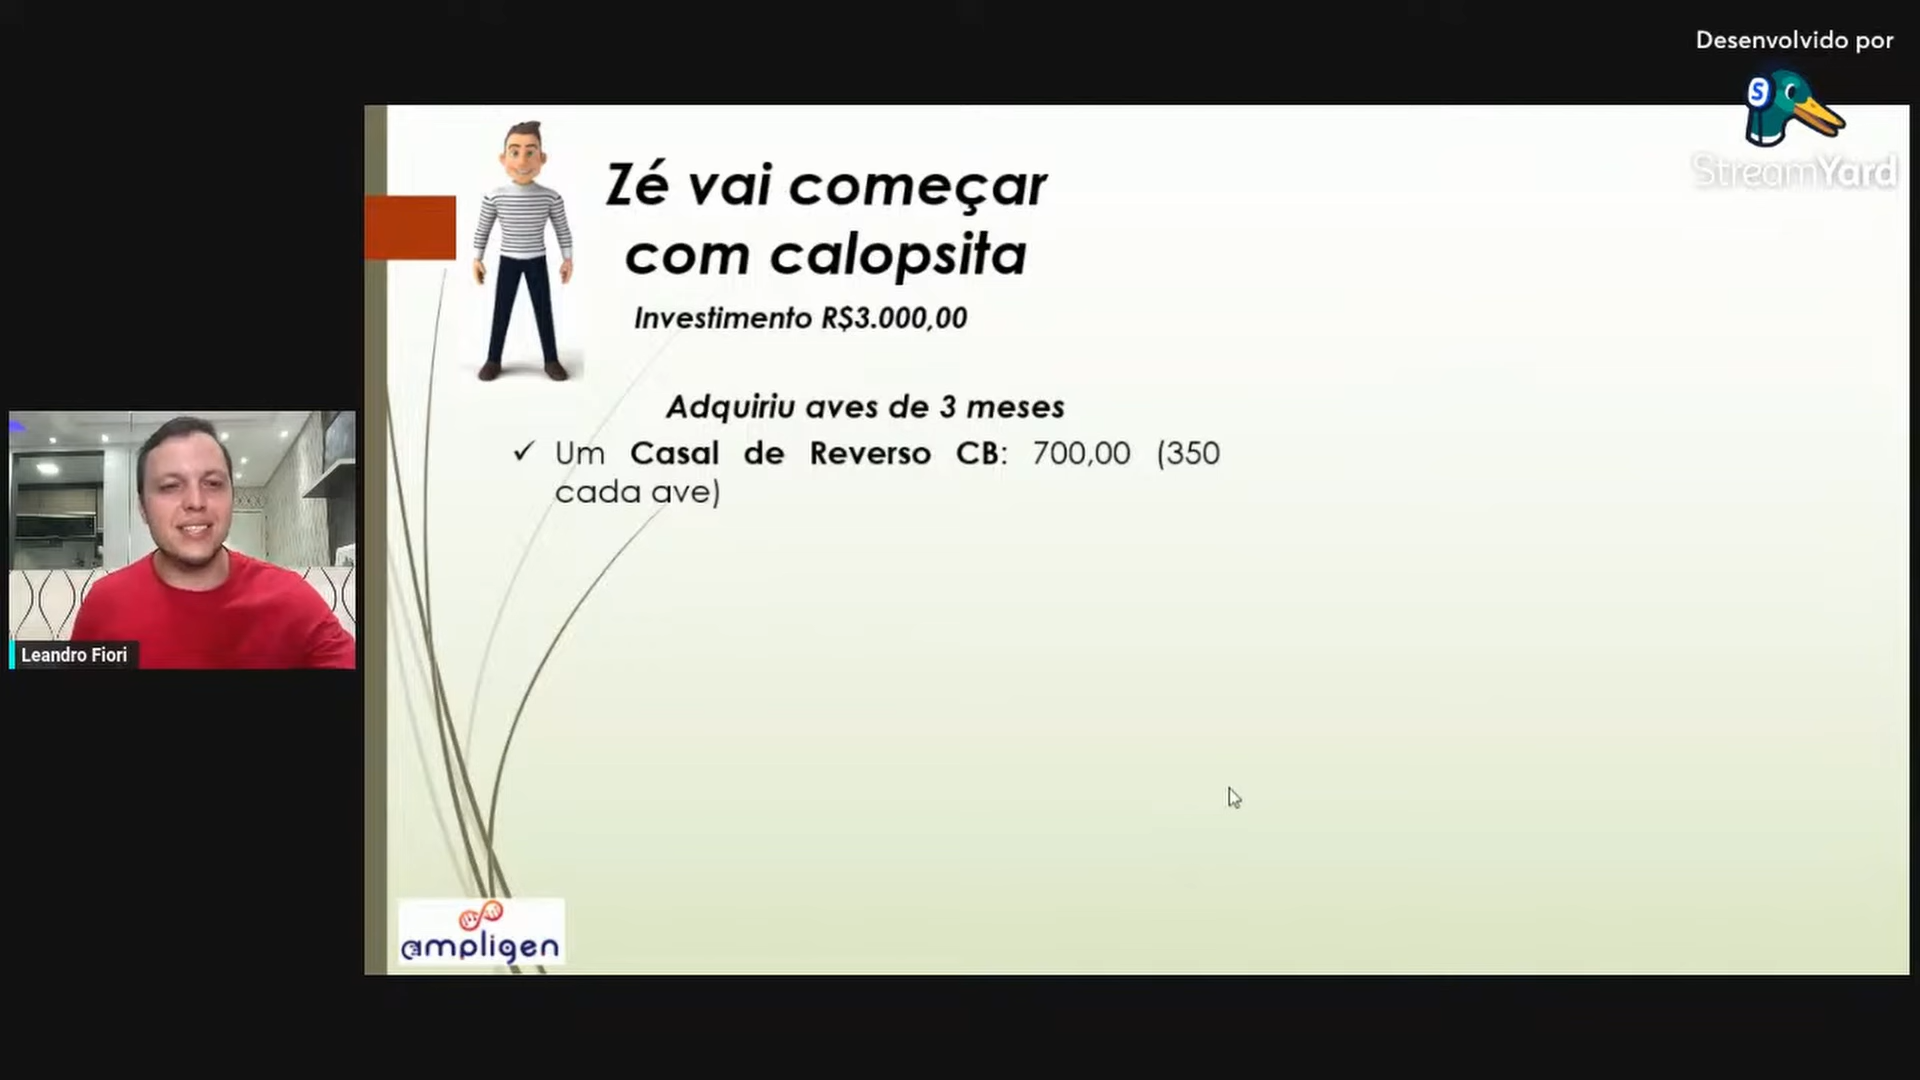 Desenvolvido por
S
StreamYard
Zé vai começar
com calopsita
Investimento R$3.000,00
Adquiriu aves de 3 meses
✓ Um Casal de Reverso CB: 700,00 (350
cada ave)
Leandro Fiori
ampligen